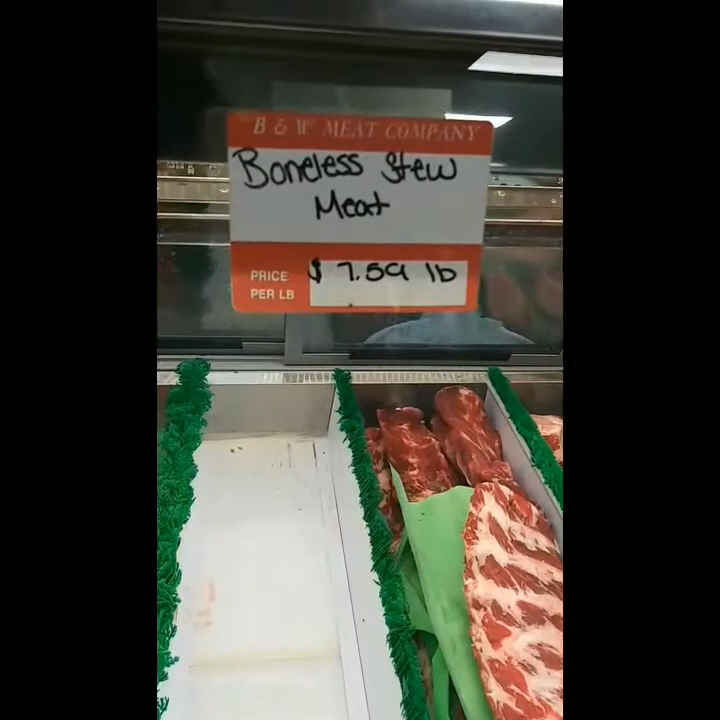 B & W MEAT COMPANY
Boneless Stew
Meat
PRICE
PER LB
$ 7.59 lb